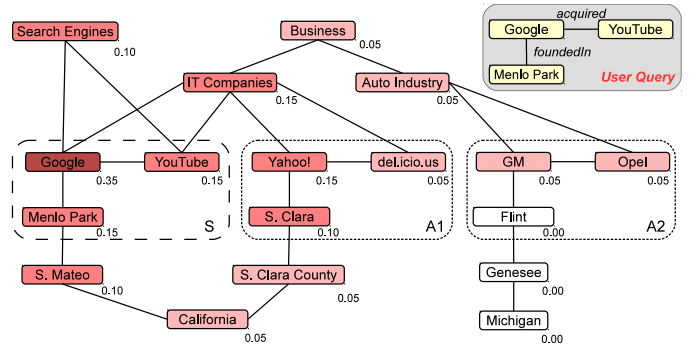 acquired
Google
YouTube
foundedIn
Menlo Park
User Query
Search Engines
0.10
Business
0.05
IT Companies
0.15
Auto Industry
0.05
Google
0.35
YouTube
0.15
Yahoo!
0.15
del.icio.us
0.05
GM
0.05
Opel
0.05
Menlo Park
0.15
S
S. Clara
0.10
A1
Flint
0.00
A2
S. Mateo
0.10
S. Clara County
0.05
Genesee
0.00
California
0.05
Michigan
0.00